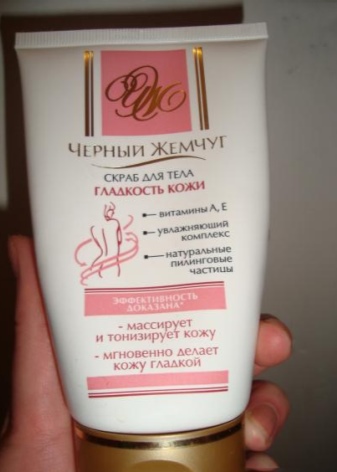 ЧЖ
ЧЕРНЫЙ ЖЕМЧУГ
СКРАБ ДЛЯ ТЕЛА
ГЛАДКОСТЬ КОЖИ
витамины A, E
увлажняющий
комплекс
натуральные
пилинговые
частицы
ЭФФЕКТИВНОСТЬ
ДОКАЗАНА*
- массирует
и тонизирует кожу
- мгновенно делает
кожу гладкой